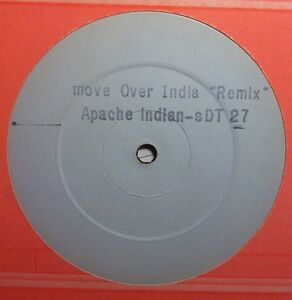 move Over India "Remix"
Apache Indian-sDT 27